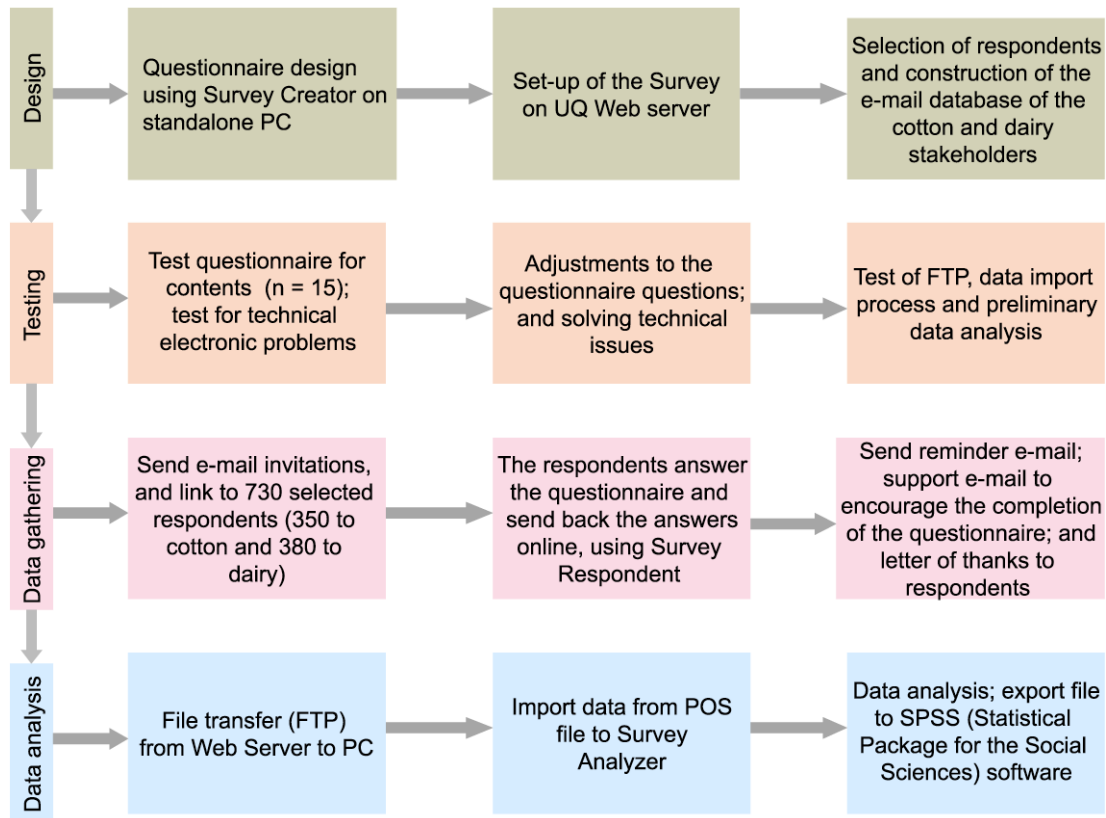 Design
Questionnaire design
using Survey Creator on
standalone PC
Set-up of the Survey
on UQ Web server
Selection of respondents
and construction of the
e-mail database of the
cotton and dairy
stakeholders
Testing
Test questionnaire for
contents (n = 15);
test for technical
electronic problems
Adjustments to the
questionnaire questions;
and solving technical
issues
Test of FTP, data import
process and preliminary
data analysis
Data gathering
Send e-mail invitations,
and link to 730 selected
respondents (350 to
cotton and 380 to
dairy)
The respondents answer
the questionnaire and
send back the answers
online, using Survey
Respondent
Send reminder e-mail;
support e-mail to
encourage the completion
of the questionnaire; and
letter of thanks to
respondents
Data analysis
File transfer (FTP)
from Web Server to PC
Import data from POS
file to Survey
Analyzer
Data analysis; export file
to SPSS (Statistical
Package for the Social
Sciences) software